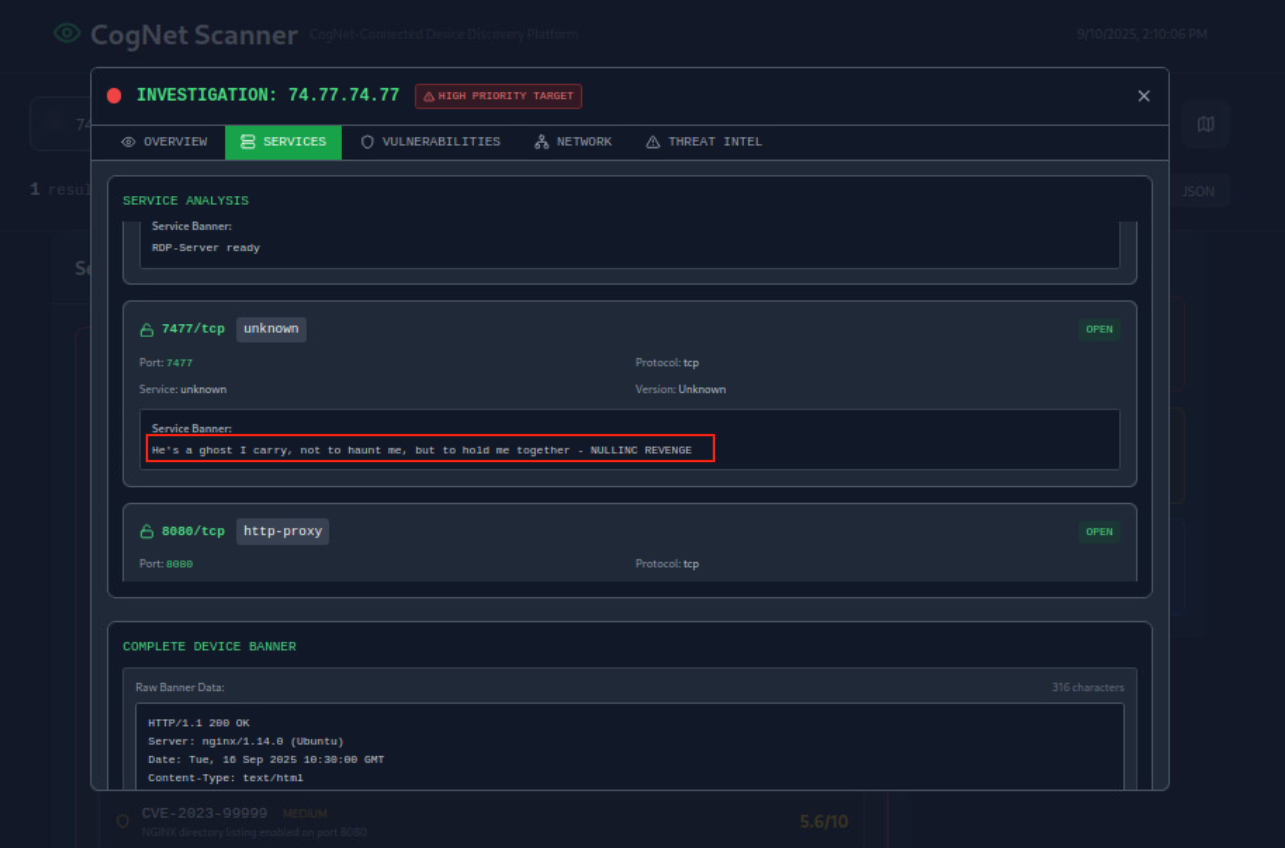 CogNet Scanner CogNet-Connected Device Discovery Platform 9/10/2025, 2:10:06 PM
INVESTIGATION: 74.77.74.77 HIGH PRIORITY TARGET
74
OVERVIEW SERVICES VULNERABILITIES NETWORK THREAT INTEL
1 resul JSON
SERVICE ANALYSIS
Service Banner:
RDP-Server ready
Se
7477/tcp unknown OPEN
Port: 7477 Protocol: tcp
Service: unknown Version: Unknown
Service Banner:
He's a ghost I carry, not to haunt me, but to hold me together - NULLINC REVENGE
8080/tcp http-proxy OPEN
Port: 8080 Protocol: tcp
COMPLETE DEVICE BANNER
Raw Banner Data: 316 characters
HTTP/1.1 200 OK
Server: nginx/1.14.0 (Ubuntu)
Date: Tue, 16 Sep 2025 10:30:00 GMT
Content-Type: text/html
CVE-2023-99999 MEDIUM 5.6/10
NGINX directory listing enabled on port 8080